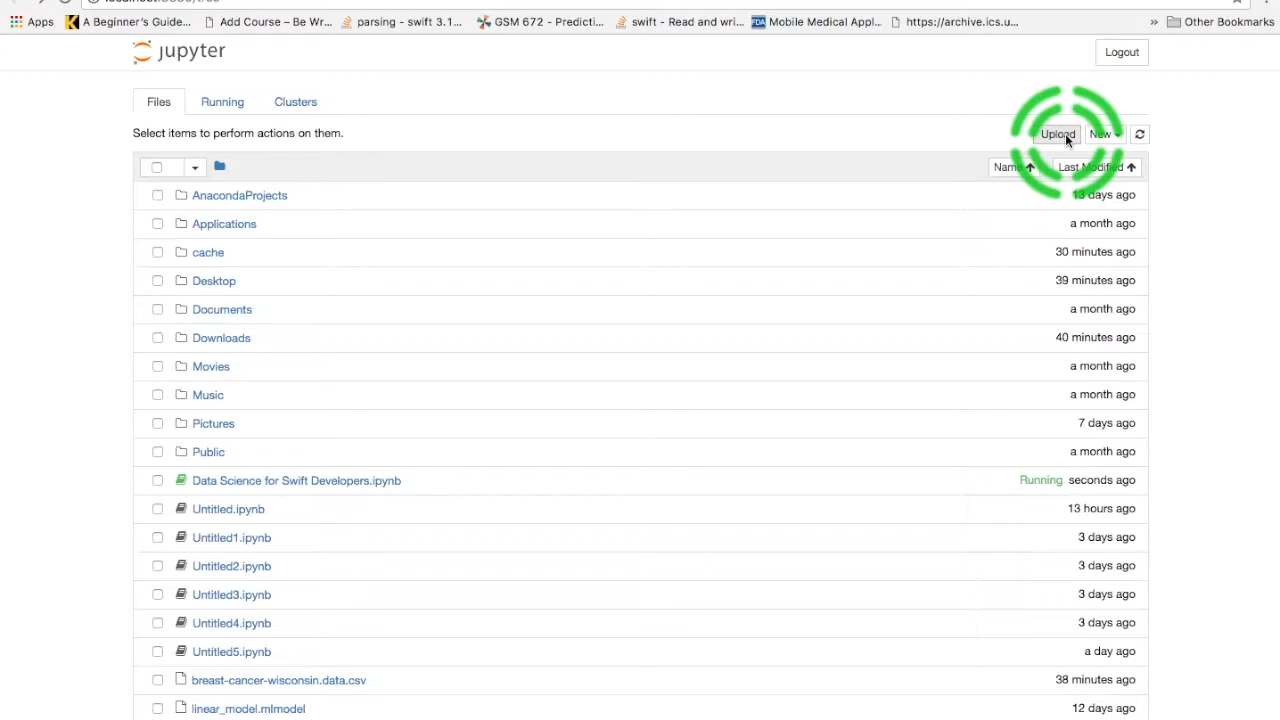 Apps A Beginner's Guide... Add Course – Be Wr... parsing - swift 3.1... GSM 672 - Predicti... swift - Read and wri... FDA Mobile Medical Appl... https://archive.ics.u... » Other Bookmarks
jupyter Logout
Files Running Clusters
Select items to perform actions on them. Upload New
Name Last Modified
AnacondaProjects 13 days ago
Applications a month ago
cache 30 minutes ago
Desktop 39 minutes ago
Documents a month ago
Downloads 40 minutes ago
Movies a month ago
Music a month ago
Pictures 7 days ago
Public a month ago
Data Science for Swift Developers.ipynb Running seconds ago
Untitled.ipynb 13 hours ago
Untitled1.ipynb 3 days ago
Untitled2.ipynb 3 days ago
Untitled3.ipynb 3 days ago
Untitled4.ipynb 3 days ago
Untitled5.ipynb a day ago
breast-cancer-wisconsin.data.csv 38 minutes ago
linear_model.mlmodel 12 days ago